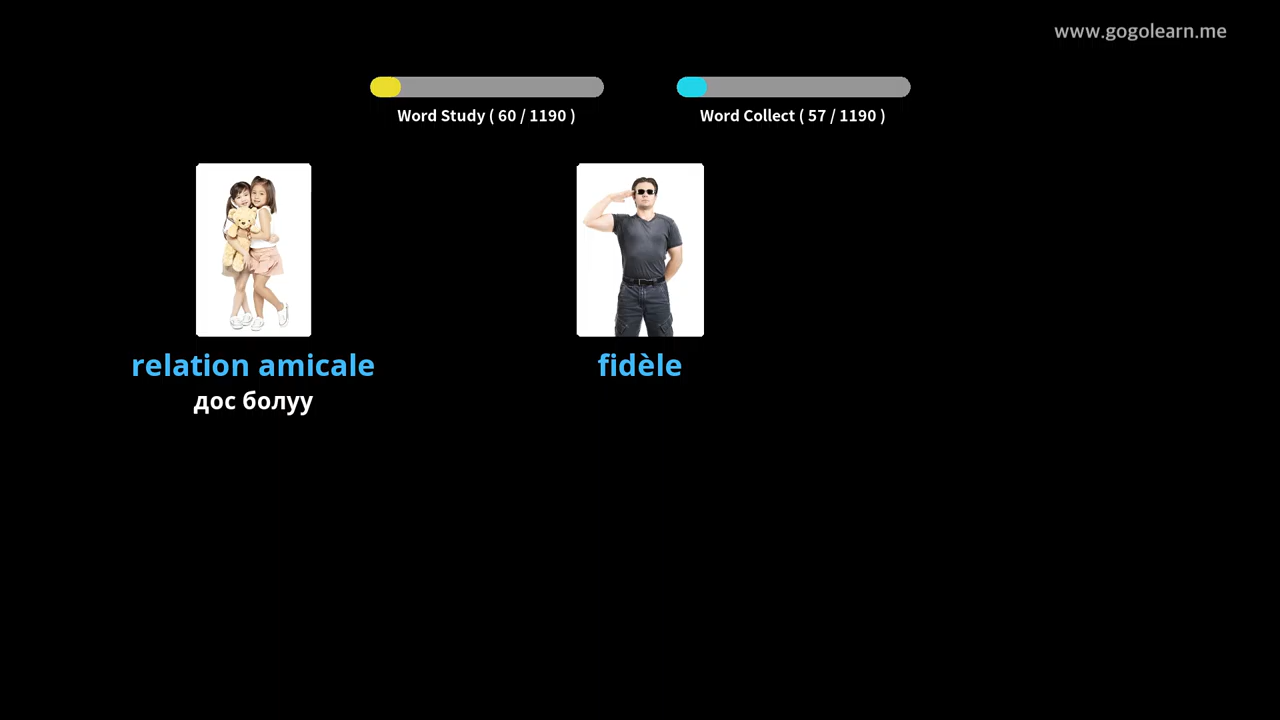 www.gogolearn.me
Word Study ( 60 / 1190 )
Word Collect ( 57 / 1190 )
relation amicale
дос болуу
fidèle